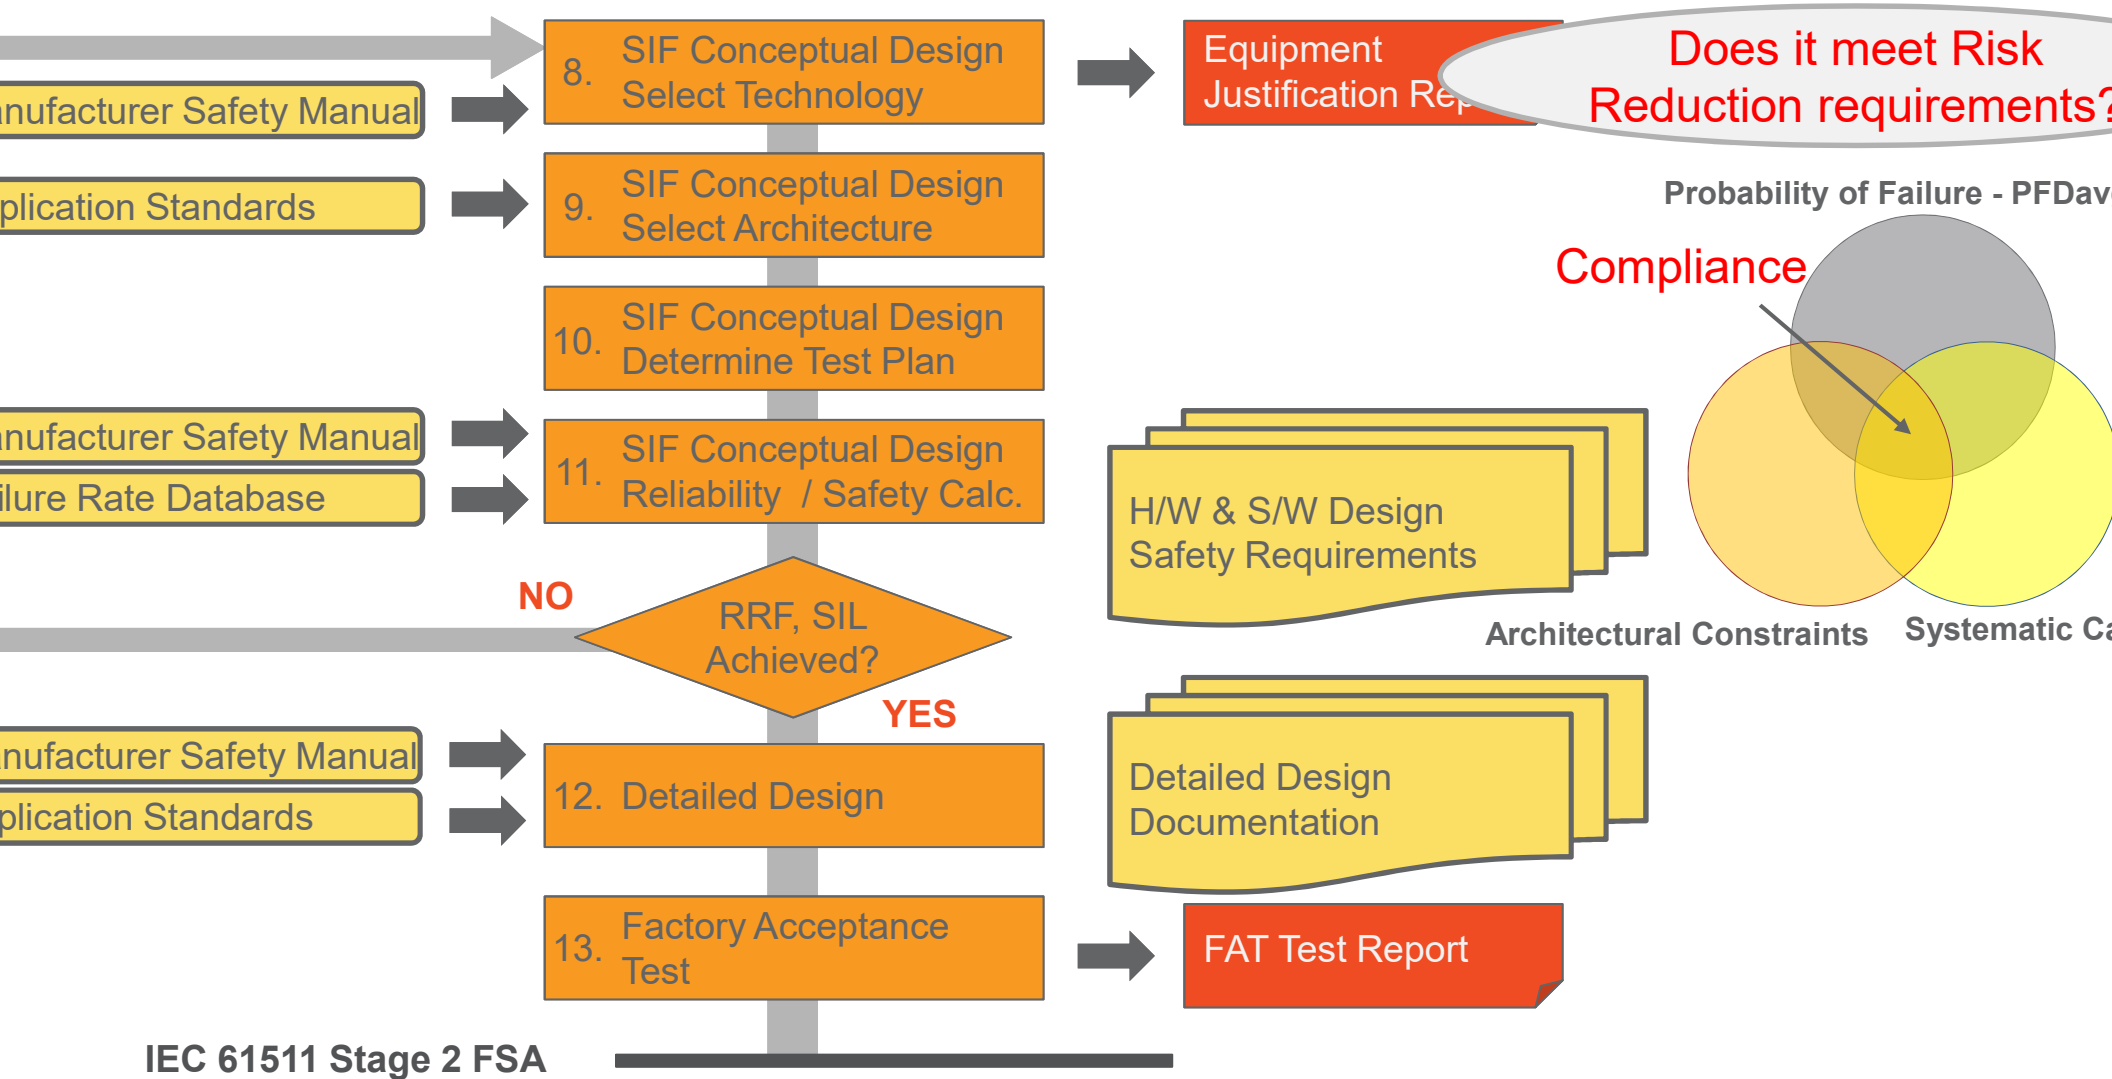 8.
SIF Conceptual Design
Select Technology
Equipment
Justification Rep
Does it meet Risk
Reduction requirements?
anufacturer Safety Manual
9.
SIF Conceptual Design
Select Architecture
plication Standards
Probability of Failure - PFDav
Compliance
10.
SIF Conceptual Design
Determine Test Plan
anufacturer Safety Manual
11.
SIF Conceptual Design
Reliability / Safety Calc.
ilure Rate Database
H/W & S/W Design
Safety Requirements
NO
RRF, SIL
Achieved?
YES
Architectural Constraints
Systematic Ca
anufacturer Safety Manual
plication Standards
12. Detailed Design
Detailed Design
Documentation
13.
Factory Acceptance
Test
FAT Test Report
IEC 61511 Stage 2 FSA